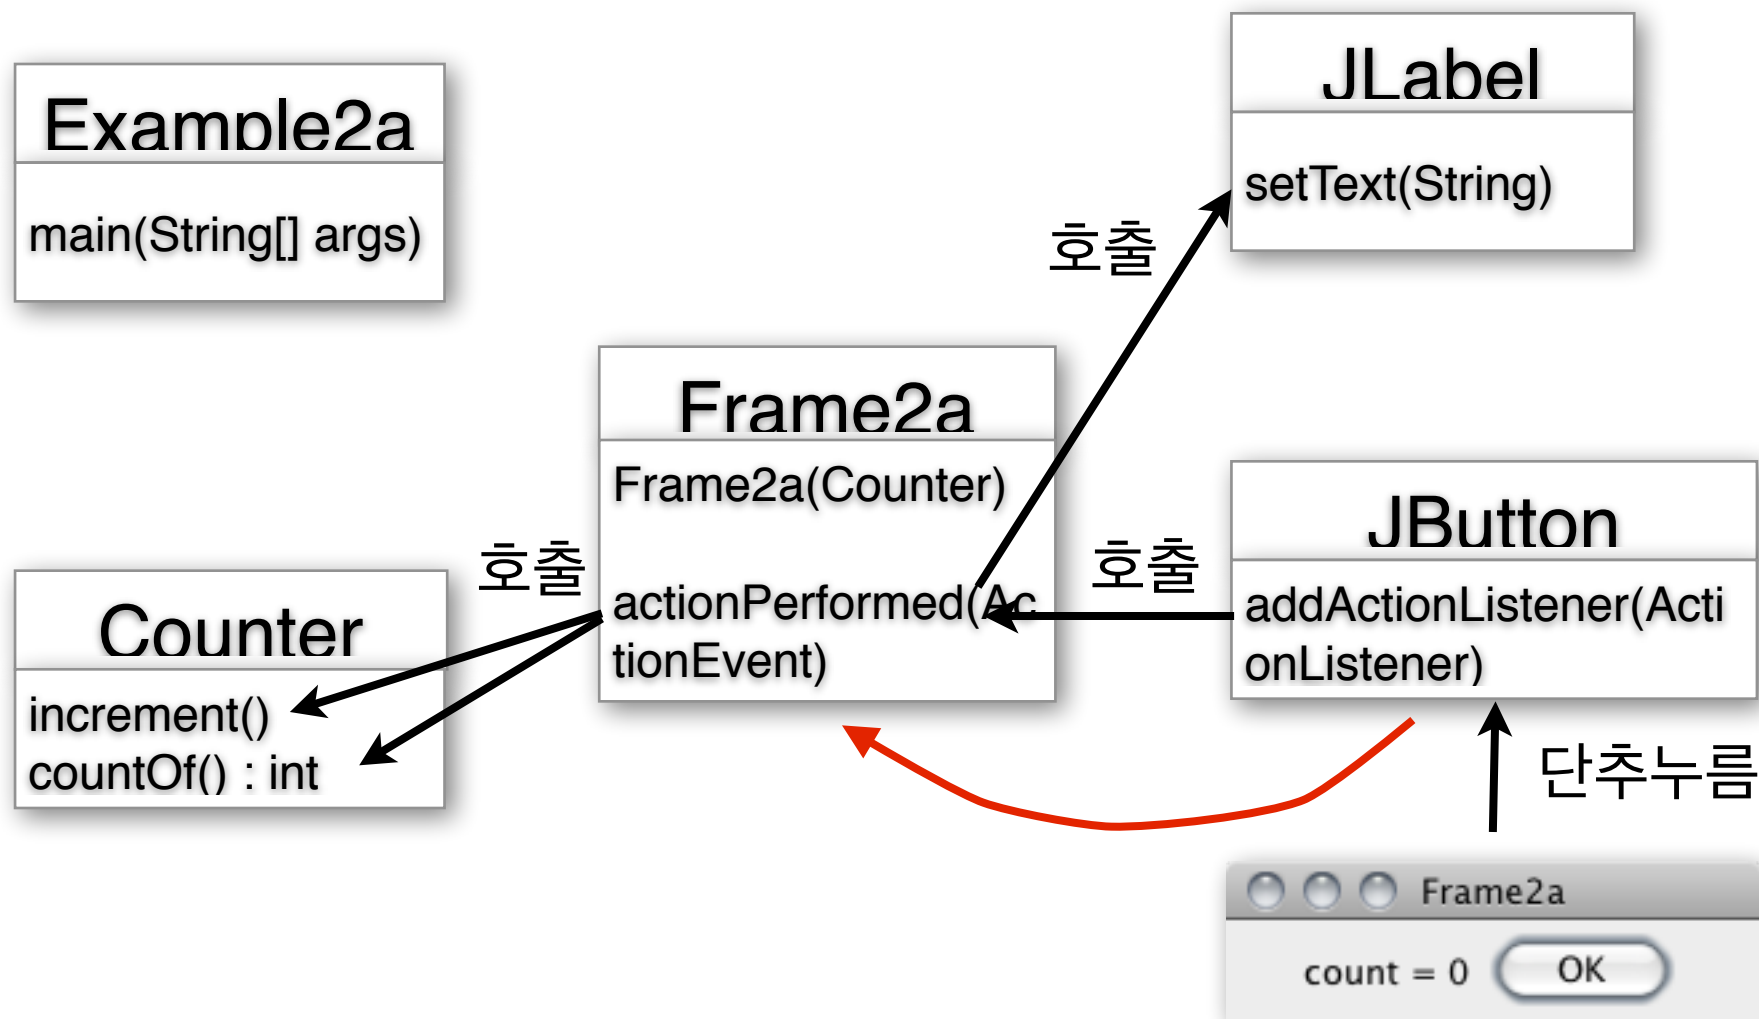 JLabel
setText(String)
Example2a
main(String[] args)
호출
Frame2a
Frame2a(Counter)
actionPerformed(Ac
tionEvent)
호출
호출
JButton
addActionListener(Acti
onListener)
Counter
increment()
countOf() : int
단추누름
Frame2a
count = 0
OK